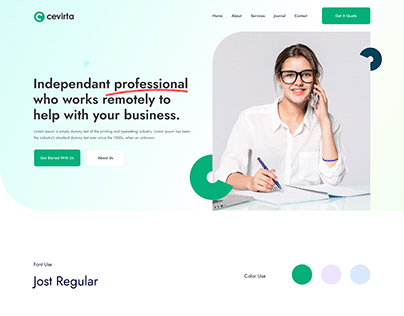 cevirta
Home About Services Journal Contact
Get A Quote
Independant professional
who works remotely to
help with your business.
Lorem Ipsum is simply dummy text of the printing and typesetting industry. Lorem Ipsum has been
the industry's standard dummy text ever since the 1500s, when an unknown.
Get Started With Us
About Us
Font Use
Jost Regular
Color Use